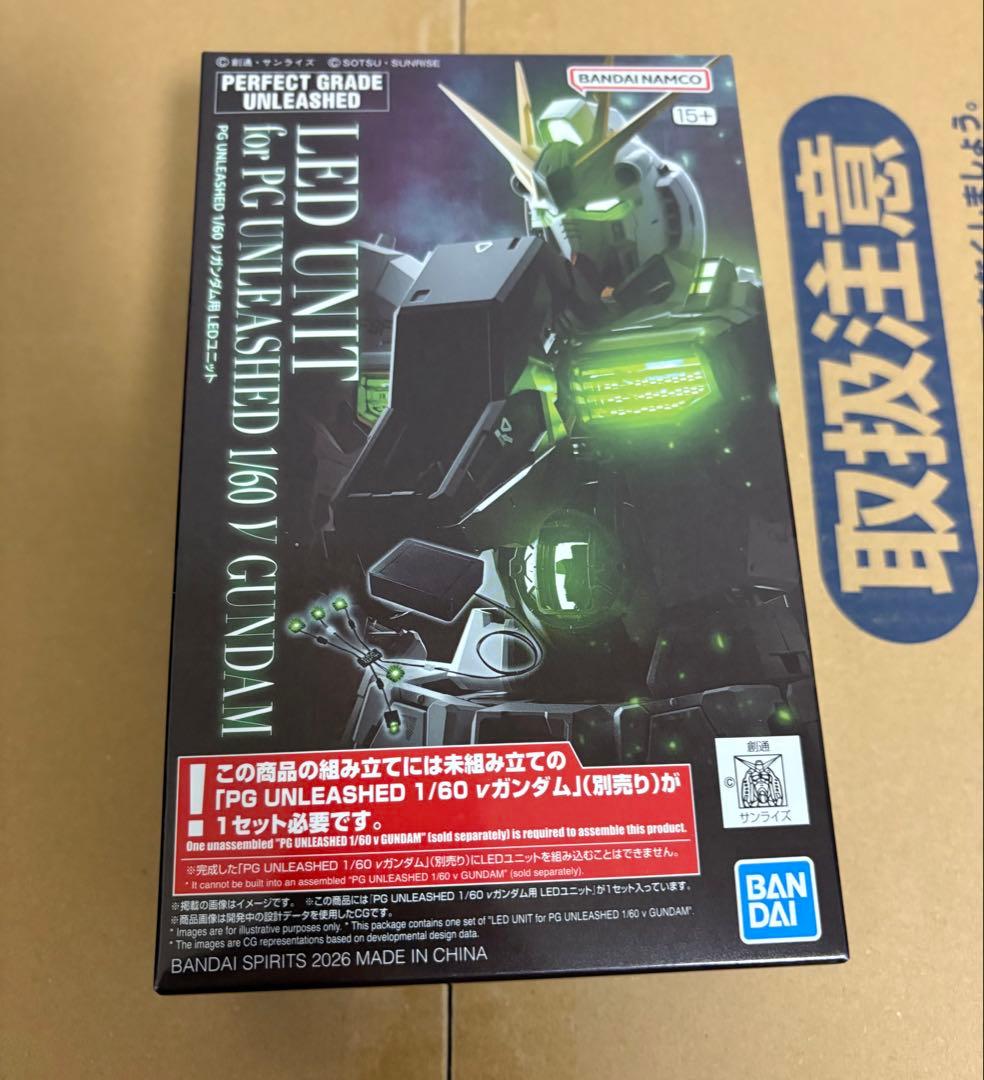 ©創通・サンライズ ©SOTSU・SUNRISE
PERFECT GRADE
UNLEASHED
BANDAI NAMCO
15+
LED UNIT
for PG UNLEASHED 1/60 ν GUNDAM
PG UNLEASHED 1/60 νガンダム用 LEDユニット
この商品の組み立てには未組み立ての
「PG UNLEASHED 1/60 νガンダム」(別売り)が
1セット必要です。
One unassembled "PG UNLEASHED 1/60 ν GUNDAM" (sold separately) is required to assemble this product.
※完成した「PG UNLEASHED 1/60 νガンダム」(別売り)にLEDユニットを組み込むことはできません。
* It cannot be built into an assembled "PG UNLEASHED 1/60 ν GUNDAM" (sold separately).
※掲載の画像はイメージです。 ※この商品には「PG UNLEASHED 1/60 νガンダム用 LEDユニット」が1セット入っています。
※商品画像は開発中の設計データを使用したCGです。
* Images are for illustrative purposes only. * This package contains one set of "LED UNIT for PG UNLEASHED 1/60 ν GUNDAM".
* The images are CG representations based on developmental design data.
BANDAI SPIRITS 2026 MADE IN CHINA
創通
©
サンライズ
BAN
DAI
取扱注意
ましょう。